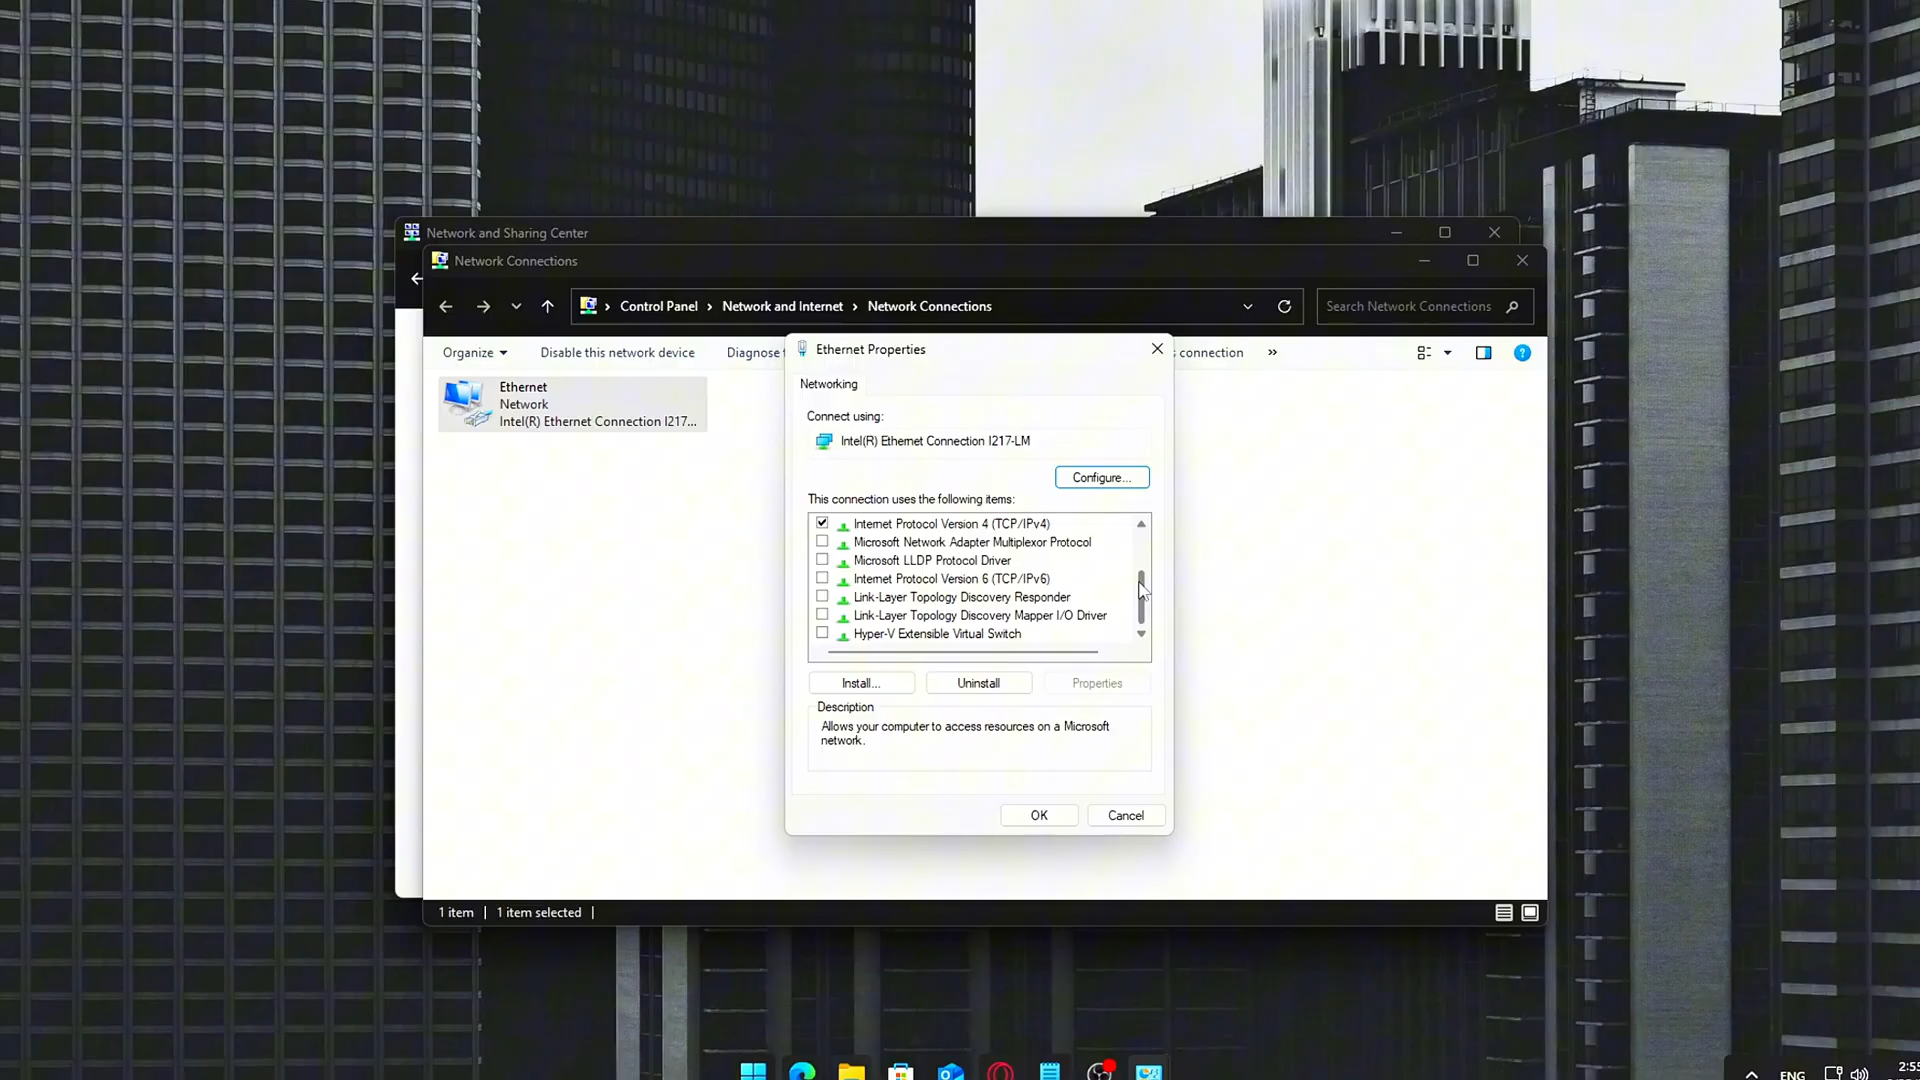 Network and Sharing Center
Network Connections
Control Panel
Network and Internet
Network Connections
Search Network Connections
Organize
Disable this network device
Diagnose
connection
Ethernet
Network
Intel(R) Ethernet Connection I217...
Ethernet Properties
Networking
Connect using:
Intel(R) Ethernet Connection I217-LM
Configure...
This connection uses the following items:
Internet Protocol Version 4 (TCP/IPv4)
Microsoft Network Adapter Multiplexor Protocol
Microsoft LLDP Protocol Driver
Internet Protocol Version 6 (TCP/IPv6)
Link-Layer Topology Discovery Responder
Link-Layer Topology Discovery Mapper I/O Driver
Hyper-V Extensible Virtual Switch
Install... Uninstall Properties
Description
Allows your computer to access resources on a Microsoft
network.
OK Cancel
1 item 1 item selected
ENG
2:55